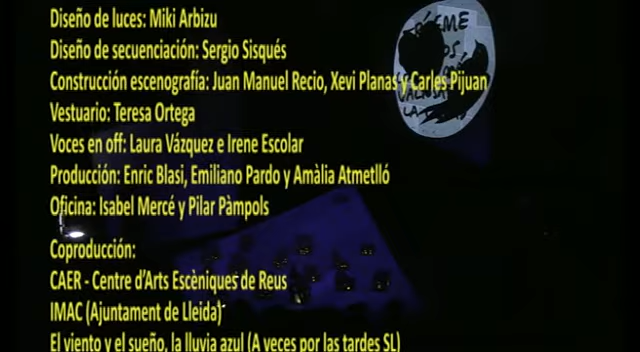 Diseño de luces: Miki Arbizu
Diseño de secuenciación: Sergio Sisqués
Construcción escenografía: Juan Manuel Recio, Xevi Planas y Carles Pijuan
Vestuario: Teresa Ortega
Voces en off: Laura Vázquez e Irene Escolar
Producción: Enric Blasi, Emiliano Pardo y Amàlia Atmetlló
Oficina: Isabel Mercé y Pilar Pàmpols
Coproducción:
CAER - Centre d'Arts Escèniques de Reus
IMAC (Ajuntament de Lleida)
El viento y el sueño, la lluvia azul (A veces por las tardes SL)